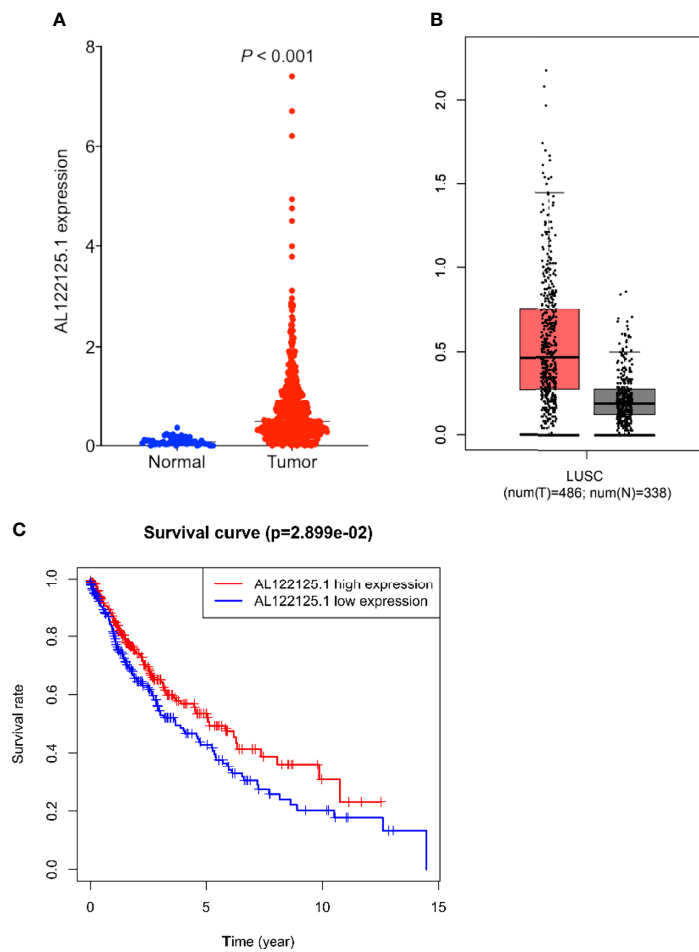 A
P < 0.001
8
6
4
2
0
AL122125.1 expression
Normal
Tumor
B
2.0
1.5
1.0
0.5
0.0
LUSC
(num(T)=486; num(N)=338)
C
Survival curve (p=2.899e-02)
AL122125.1 high expression
AL122125.1 low expression
1.0
0.8
0.6
0.4
0.2
0.0
Survival rate
0
5
10
15
Time (year)